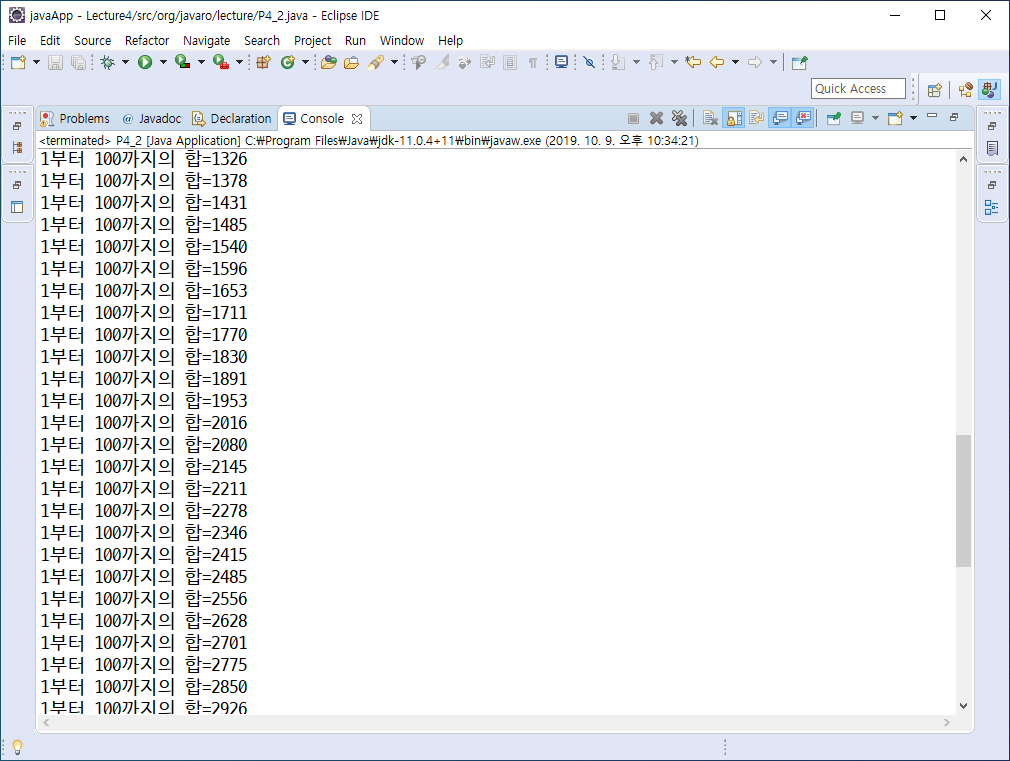 javaApp - Lecture4/src/org/javaro/lecture/P4_2.java - Eclipse IDE
File Edit Source Refactor Navigate Search Project Run Window Help
Quick Access
Problems @ Javadoc Declaration Console
<terminated> P4_2 [Java Application] C:₩Program Files₩Java₩jdk-11.0.4+11₩bin₩javaw.exe (2019. 10. 9. 오후 10:34:21)
1부터 100까지의 합=1326
1부터 100까지의 합=1378
1부터 100까지의 합=1431
1부터 100까지의 합=1485
1부터 100까지의 합=1540
1부터 100까지의 합=1596
1부터 100까지의 합=1653
1부터 100까지의 합=1711
1부터 100까지의 합=1770
1부터 100까지의 합=1830
1부터 100까지의 합=1891
1부터 100까지의 합=1953
1부터 100까지의 합=2016
1부터 100까지의 합=2080
1부터 100까지의 합=2145
1부터 100까지의 합=2211
1부터 100까지의 합=2278
1부터 100까지의 합=2346
1부터 100까지의 합=2415
1부터 100까지의 합=2485
1부터 100까지의 합=2556
1부터 100까지의 합=2628
1부터 100까지의 합=2701
1부터 100까지의 합=2775
1부터 100까지의 합=2850
1부터 100까지의 합=2926